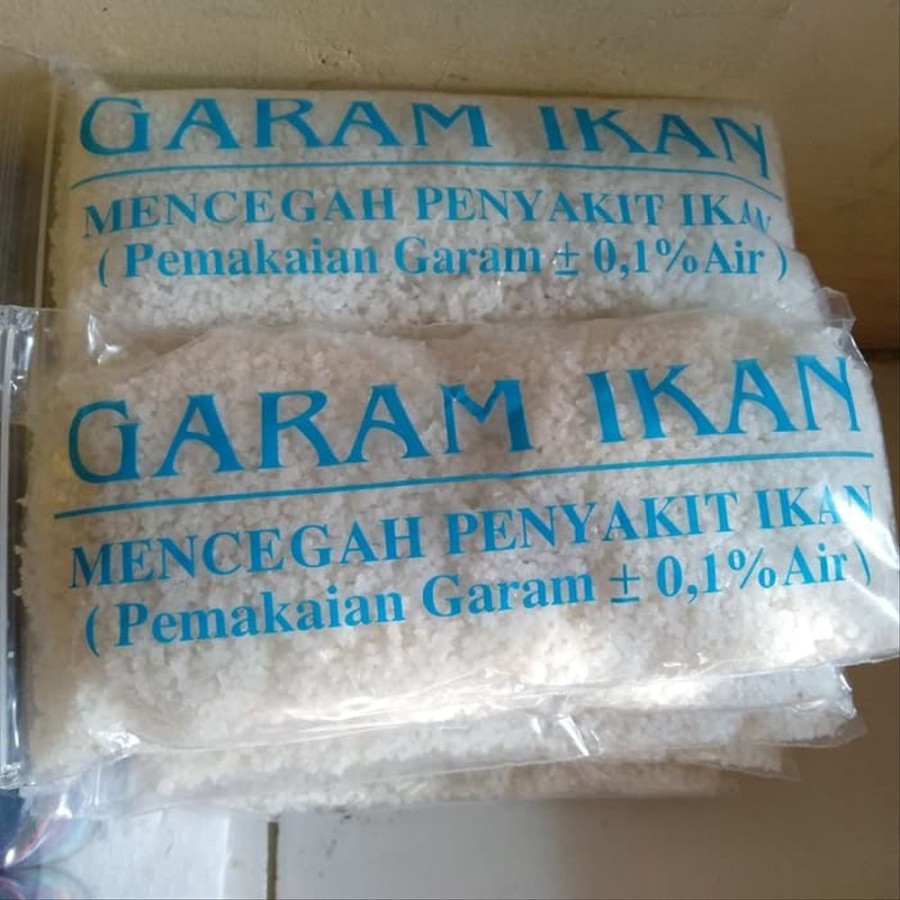 GARAM IKAN
MENCEGAH PENYAKIT IKAN
( Pemakaian Garam ± 0,1% Air )
GARAM IKAN
MENCEGAH PENYAKIT IKAN
( Pemakaian Garam ± 0,1% Air )